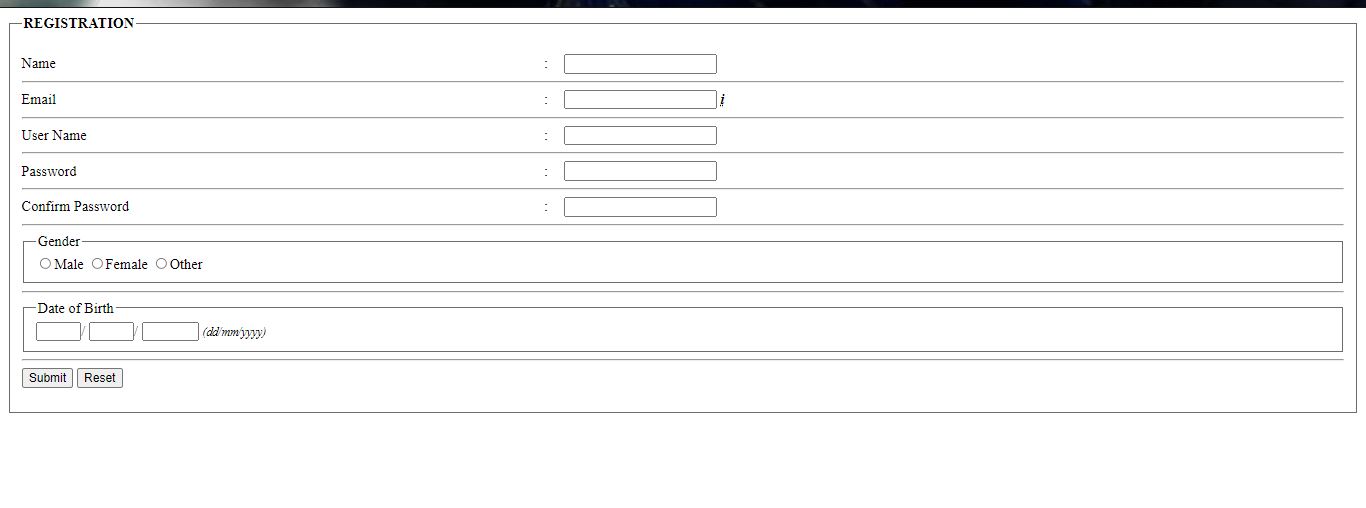 REGISTRATION
Name :
Email : i
User Name :
Password :
Confirm Password :
Gender
Male Female Other
Date of Birth
/ / (dd/mm/yyyy)
Submit Reset